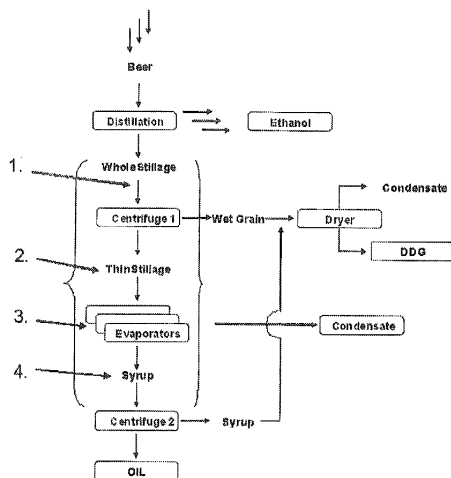 Beer
Distillation
Ethanol
1.
WholeStillage
Condensate
Centrifuge 1
Wet Grain
Dryer
2.
ThinStillage
DDG
3.
Evaporators
Condensate
4.
Syrup
Centrifuge 2
Syrup
OIL